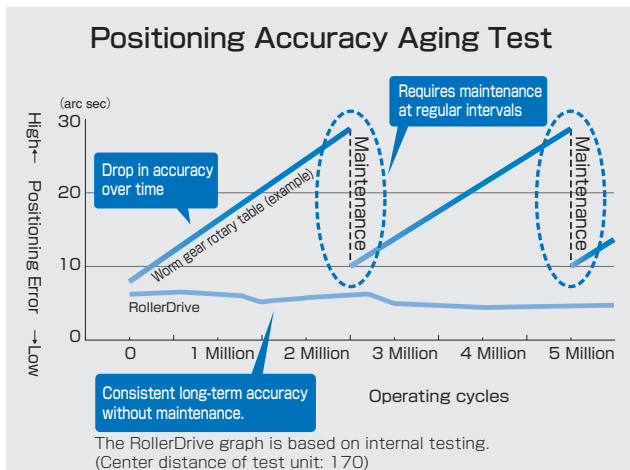 Positioning Accuracy Aging Test
(arc sec)
30
20
10
0
High←
Positioning Error
→Low
Requires maintenance
at regular intervals
Drop in accuracy
over time
Worm gear rotary table (example)
Maintenance
Maintenance
RollerDrive
0
1 Million
2 Million
3 Million
4 Million
5 Million
Consistent long-term accuracy
without maintenance.
Operating cycles
The RollerDrive graph is based on internal testing.
(Center distance of test unit: 170)